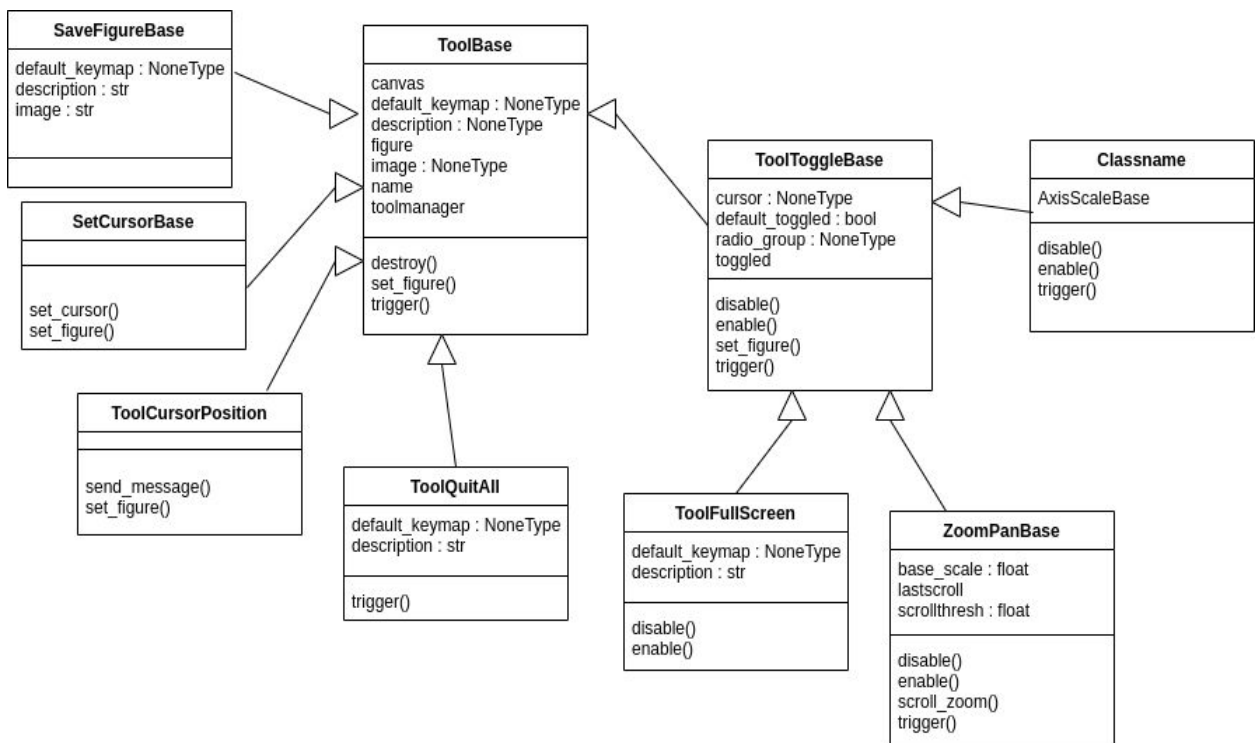 SaveFigureBase
default_keymap : NoneType
description : str
image : str
ToolBase
canvas
default_keymap : NoneType
description : NoneType
figure
image : NoneType
name
toolmanager
destroy()
set_figure()
trigger()
SetCursorBase
set_cursor()
set_figure()
ToolToggleBase
cursor : NoneType
default_toggled : bool
radio_group : NoneType
toggled
disable()
enable()
set_figure()
trigger()
Classname
AxisScaleBase
disable()
enable()
trigger()
ToolCursorPosition
send_message()
set_figure()
ToolQuitAll
default_keymap : NoneType
description : str
trigger()
ToolFullScreen
default_keymap : NoneType
description : str
disable()
enable()
ZoomPanBase
base_scale : float
lastscroll
scrollthresh : float
disable()
enable()
scroll_zoom()
trigger()